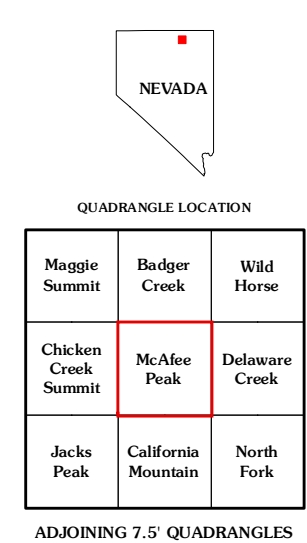 NEVADA
QUADRANGLE LOCATION
Maggie
Summit
Badger
Creek
Wild
Horse
Chicken
Creek
Summit
McAfee
Peak
Delaware
Creek
Jacks
Peak
California
Mountain
North
Fork
ADJOINING 7.5' QUADRANGLES